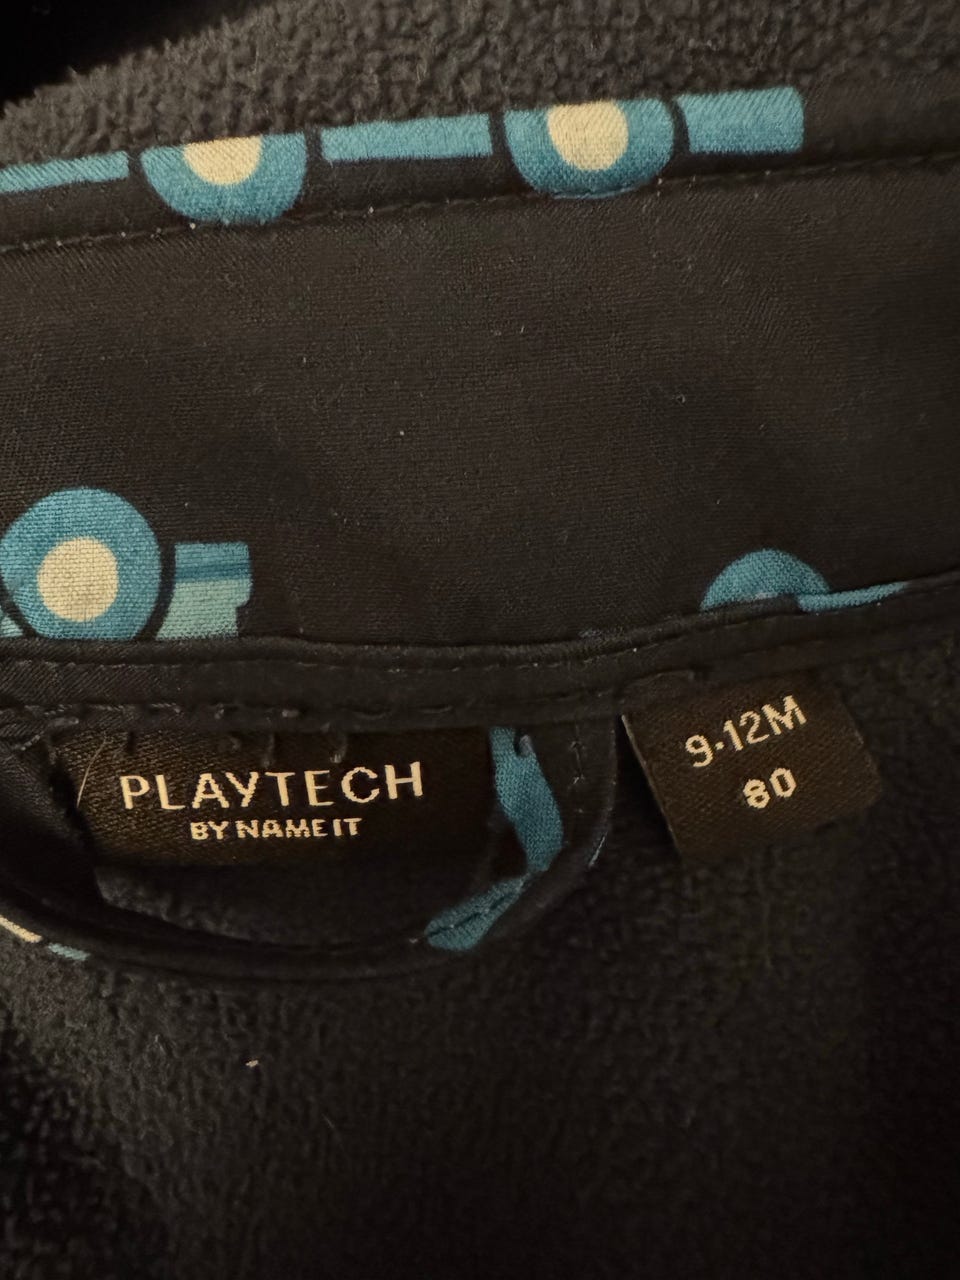 PLAYTECH
BY NAME IT
9-12M
80